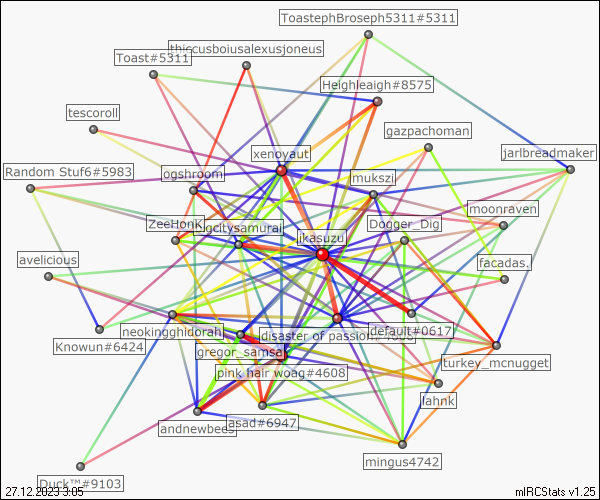 ToastephBroseph5311#5311
thiccusboiusalexusjoneus
Toast#5311
Heighleaigh#8575
tescoroll
gazpachoman
xenoyaut
jarlbreadmaker
Random Stuf6#5983
ogshroom
mukszi
moonraven
ZeeHonk
bigcitysamurai
Dogger_Dig
ikasuzu
avelicious
facadas.
neokingghidorah
disaster of passion
default#0617
Knowun#6424
gregor_samsa
turkey_mcnugget
pink hair woag#4608
lahnk
andnewbees
asad#6947
mingus4742
Duck™#9103
27.12.2023 3:05
mIRCStats v1.25